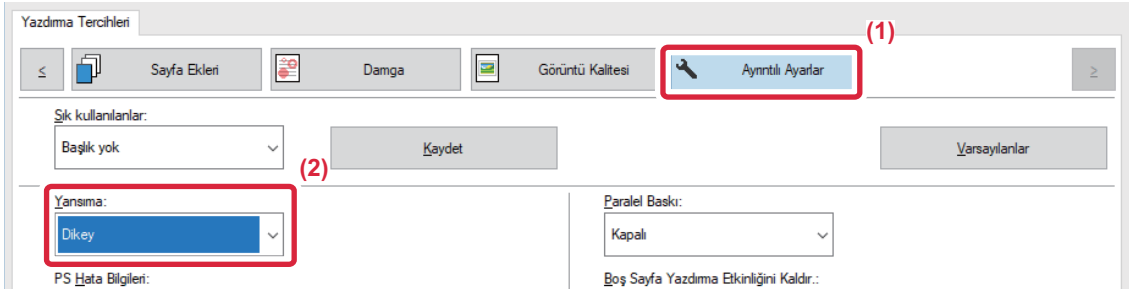 Yazdırma Tercihleri
(1)
< Sayfa Ekleri Damga Görüntü Kalitesi Ayrıntılı Ayarlar >
Sık kullanılanlar:
Başlık yok Kaydet Varsayılanlar
(2)
Yansıma: Paralel Baskı:
Dikey Kapalı
PS Hata Bilgileri: Boş Sayfa Yazdırma Etkinliğini Kaldır.: